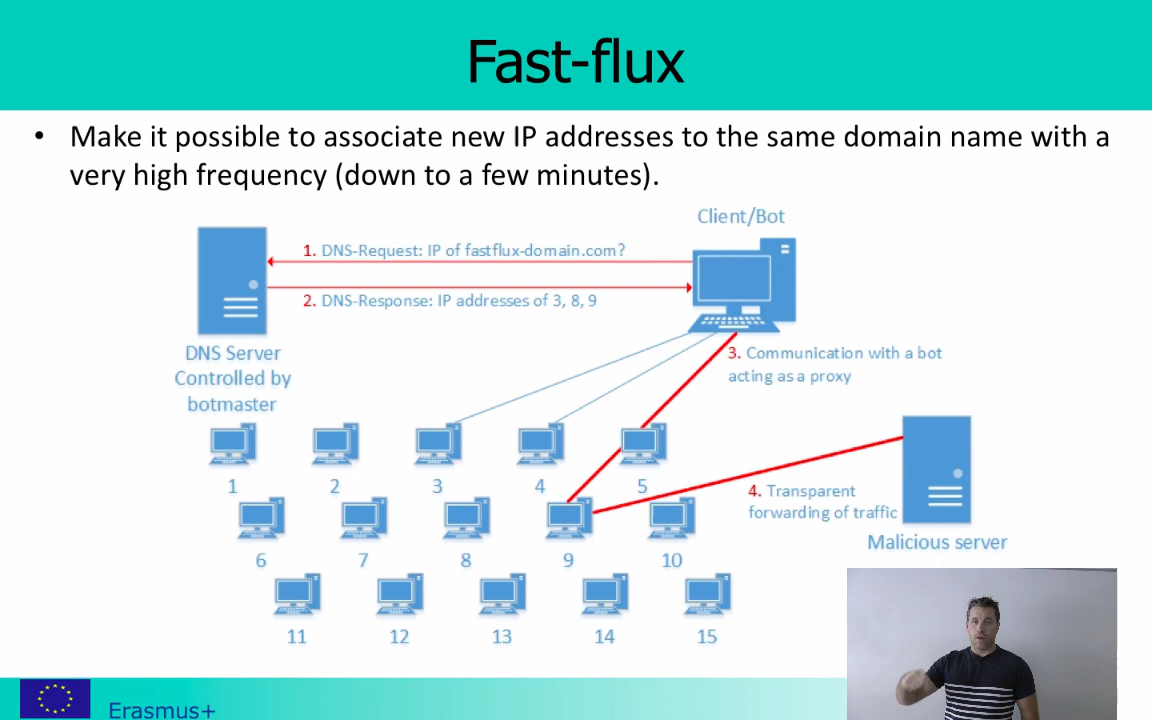 Fast-flux
• Make it possible to associate new IP addresses to the same domain name with a
very high frequency (down to a few minutes).
Client/Bot
1. DNS-Request: IP of fastflux-domain.com?
2. DNS-Response: IP addresses of 3, 8, 9
DNS Server
Controlled by
botmaster
3. Communication with a bot
acting as a proxy
1 2 3 4 5
4. Transparent
forwarding of traffic
Malicious server
6 7 8 9 10
11 12 13 14 15
Erasmus+